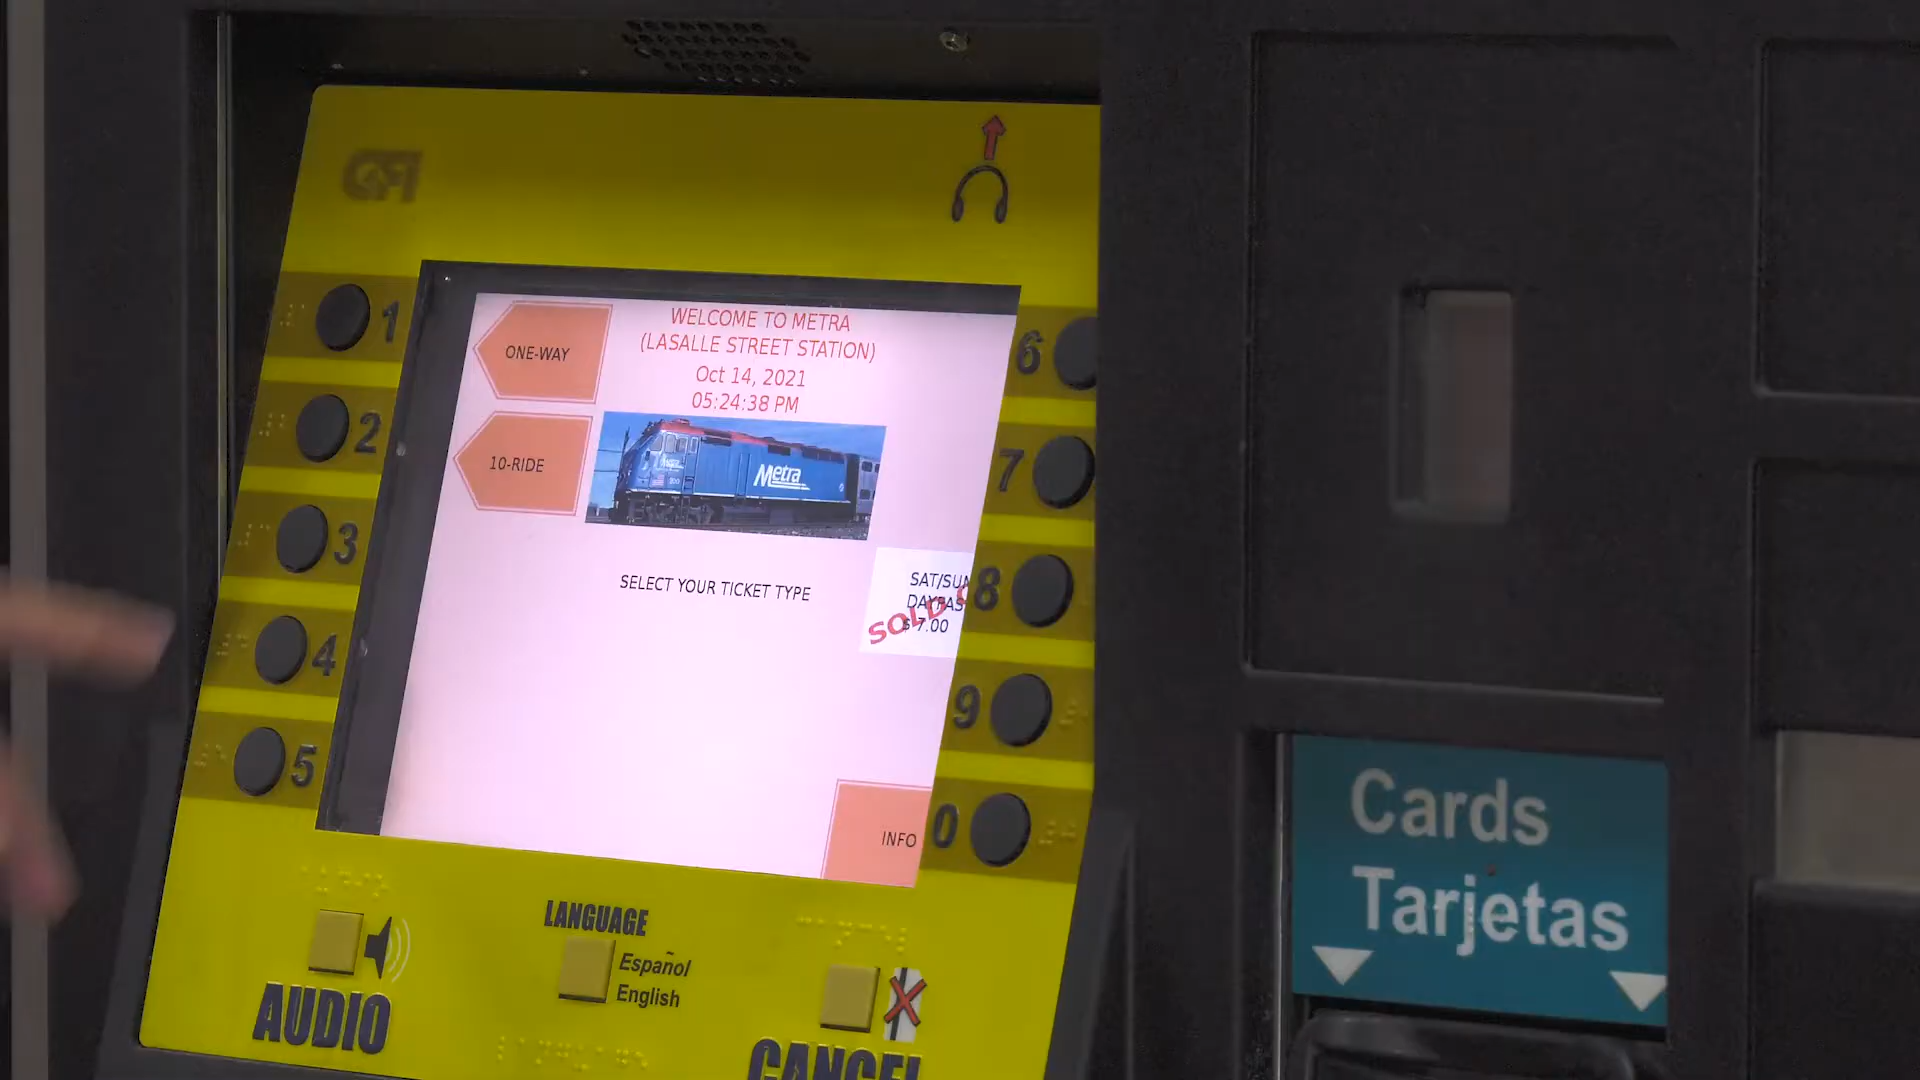 1
2
3
4
5
6
7
8
9
0
ONE-WAY
10-RIDE
WELCOME TO METRA
(LASALLE STREET STATION)
Oct 14, 2021
05:24:38 PM
Metra
SELECT YOUR TICKET TYPE
SAT/SUN
DAYPAS
$ 7.00
SOLD
INFO
AUDIO
LANGUAGE
Español
English
CANCEL
Cards
Tarjetas